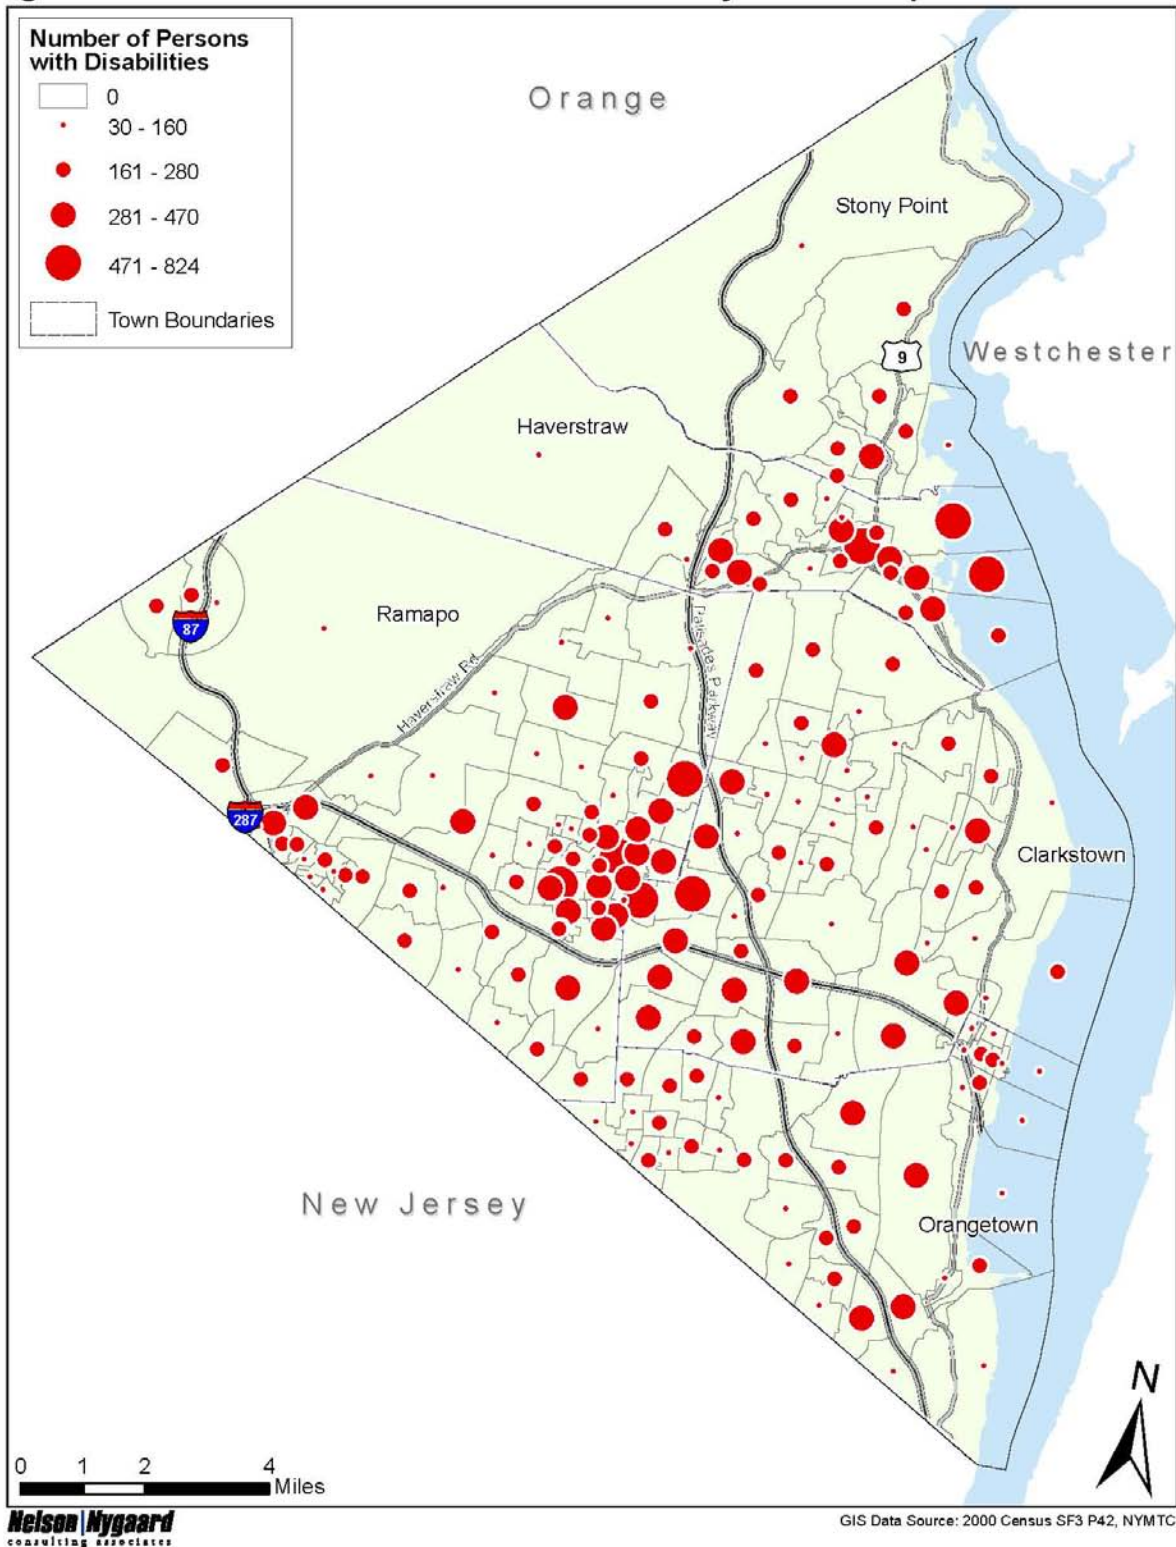 Number of Persons
with Disabilities
0
30 - 160
161 - 280
281 - 470
471 - 824
Town Boundaries
Orange
Stony Point
9
Westchester
Haverstraw
Ramapo
87
Palisades Parkway
Haverstraw Rd
287
Clarkstown
New Jersey
Orangetown
N
0 1 2 4
Miles
Nelson|Nygaard
consulting associates
GIS Data Source: 2000 Census SF3 P42, NYMTC